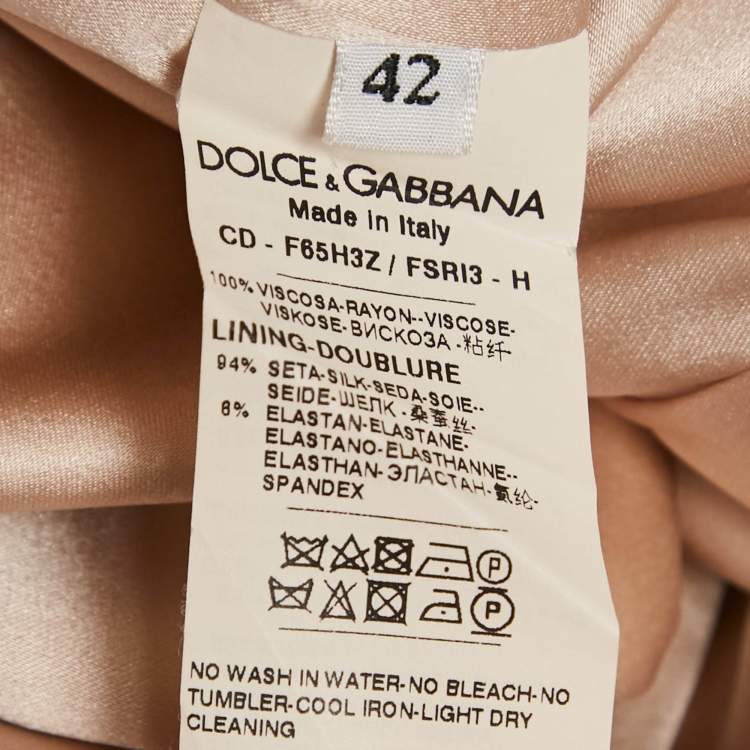 42
DOLCE & GABBANA
Made in Italy
CD - F65H3Z / FSRI3 - H
100% VISCOSA-RAYON--VISCOSE-
VISKOSE-ВИСКОЗА-粘纤
LINING-DOUBLURE
94% SETA-SILK-SEDA-SOIE--
SEIDE-ШЕЛК-桑蚕丝-
6% ELASTAN-ELASTANE-
ELASTANO-ELASTHANNE--
ELASTHAN-ЭЛАСТАН-氨纶-
SPANDEX
P
P
NO WASH IN WATER-NO BLEACH-NO
TUMBLER-COOL IRON-LIGHT DRY
CLEANING